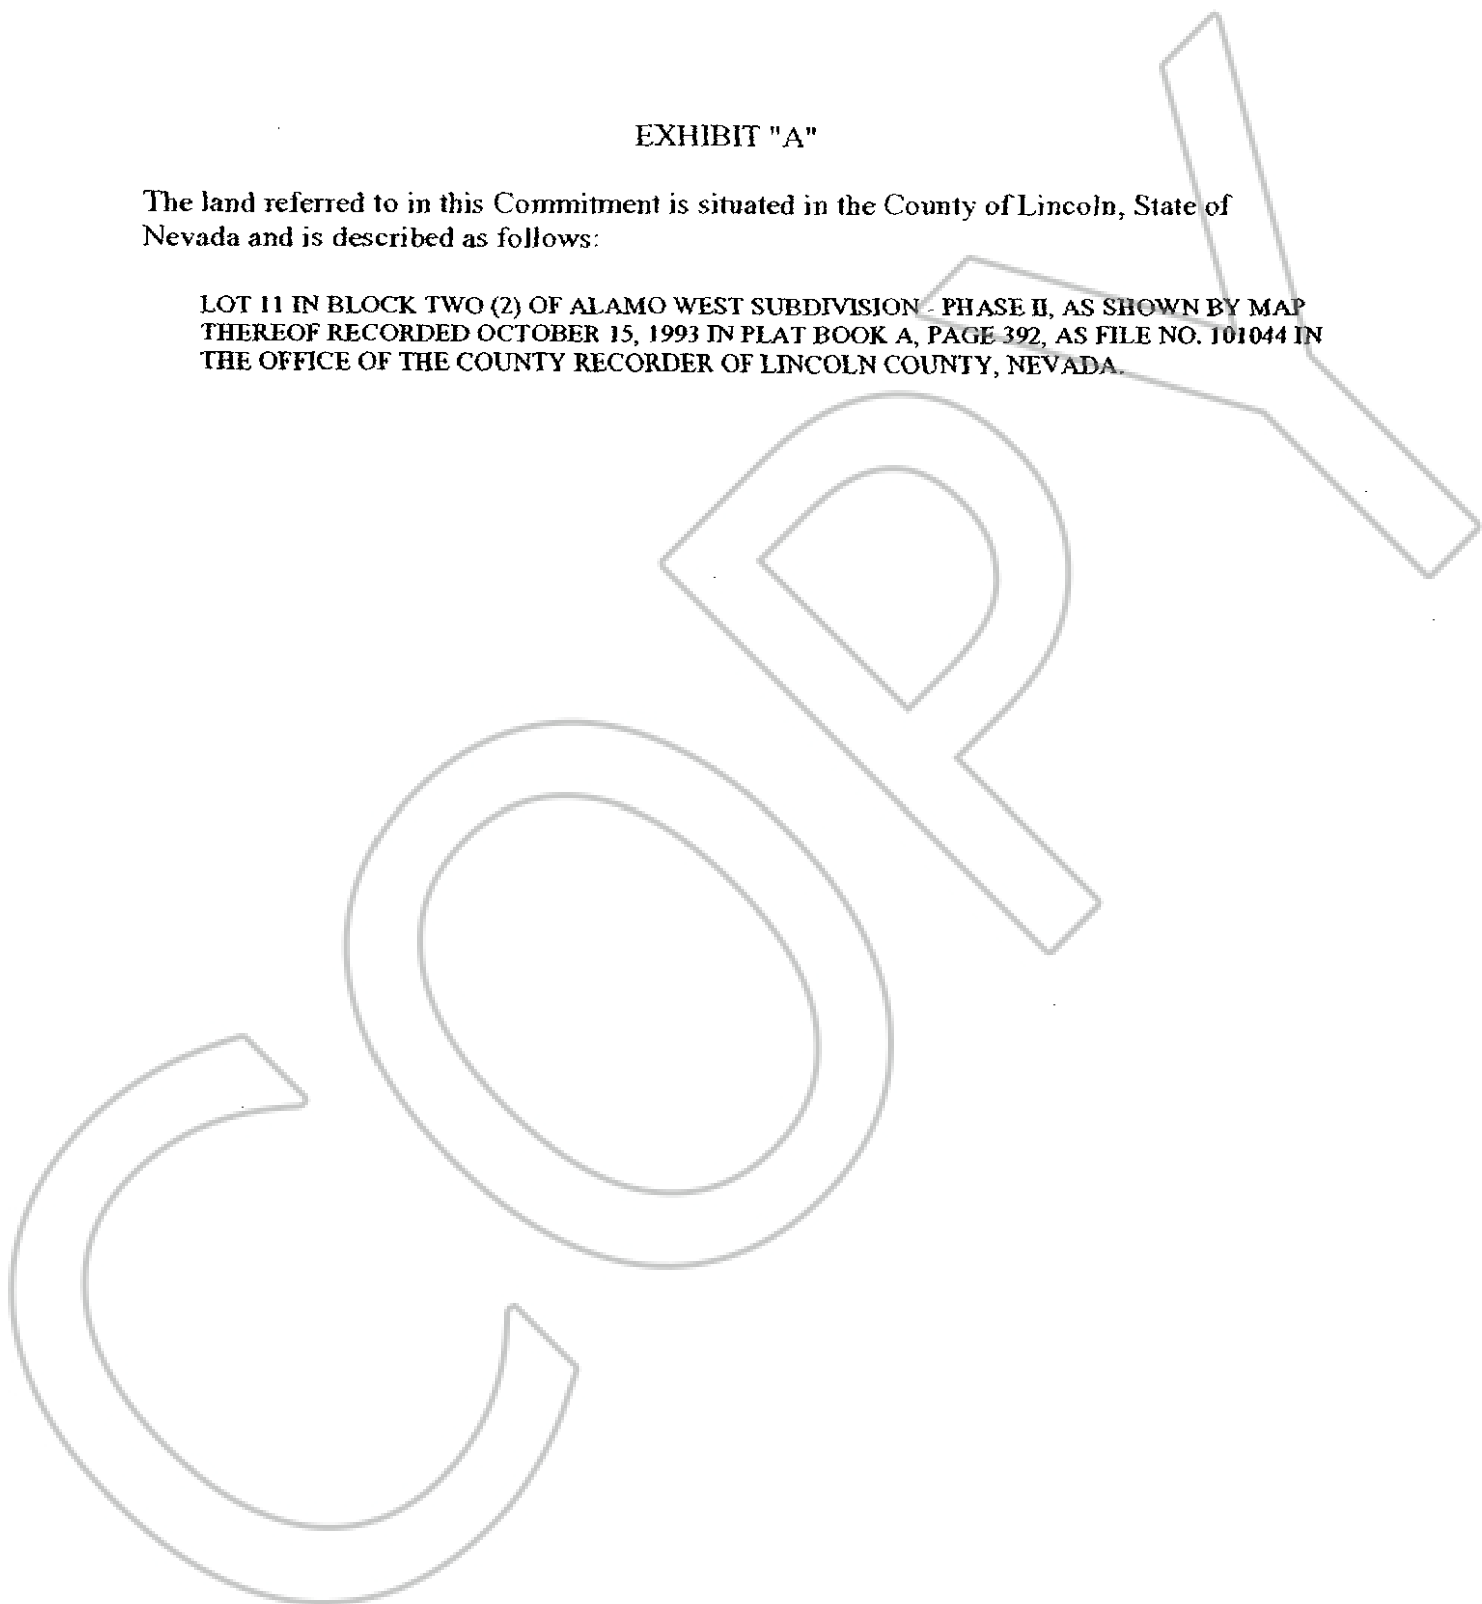 EXHIBIT "A"
The land referred to in this Commitment is situated in the County of Lincoln, State of
Nevada and is described as follows:
LOT 11 IN BLOCK TWO (2) OF ALAMO WEST SUBDIVISION - PHASE II, AS SHOWN BY MAP
THEREOF RECORDED OCTOBER 15, 1993 IN PLAT BOOK A, PAGE 392, AS FILE NO. 101044 IN
THE OFFICE OF THE COUNTY RECORDER OF LINCOLN COUNTY, NEVADA.
COPY